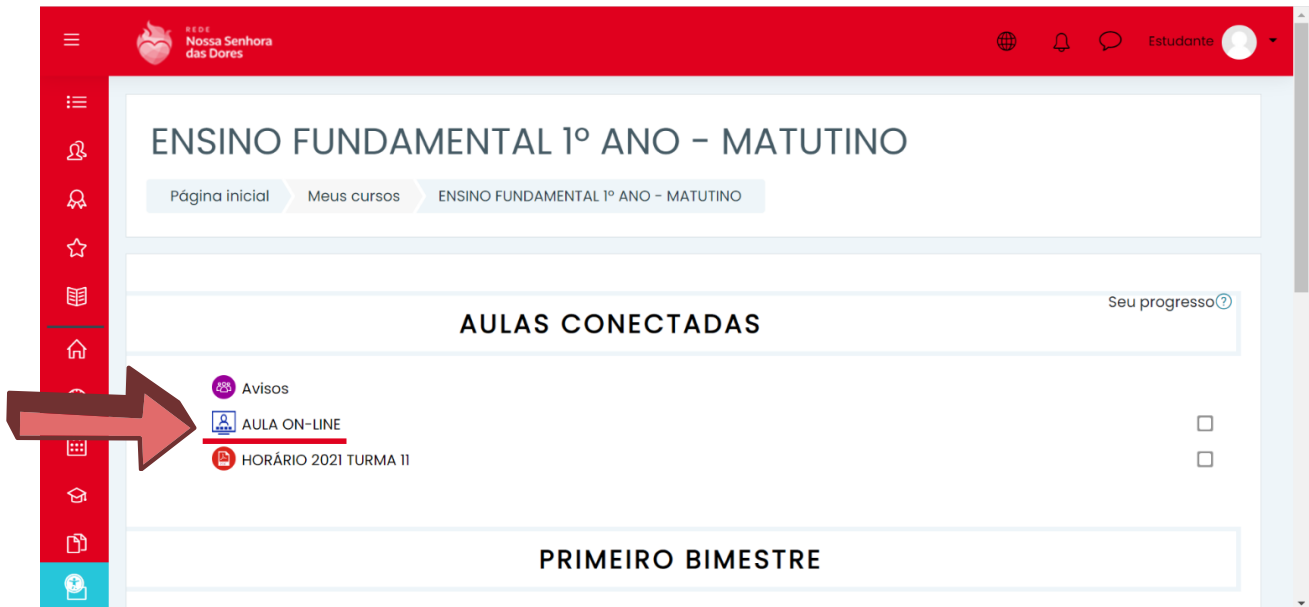 REDE
Nossa Senhora
das Dores
Estudante
ENSINO FUNDAMENTAL 1º ANO - MATUTINO
Página inicial
Meus cursos
ENSINO FUNDAMENTAL 1º ANO - MATUTINO
Seu progresso?
AULAS CONECTADAS
Avisos
AULA ON-LINE
HORÁRIO 2021 TURMA 11
PRIMEIRO BIMESTRE